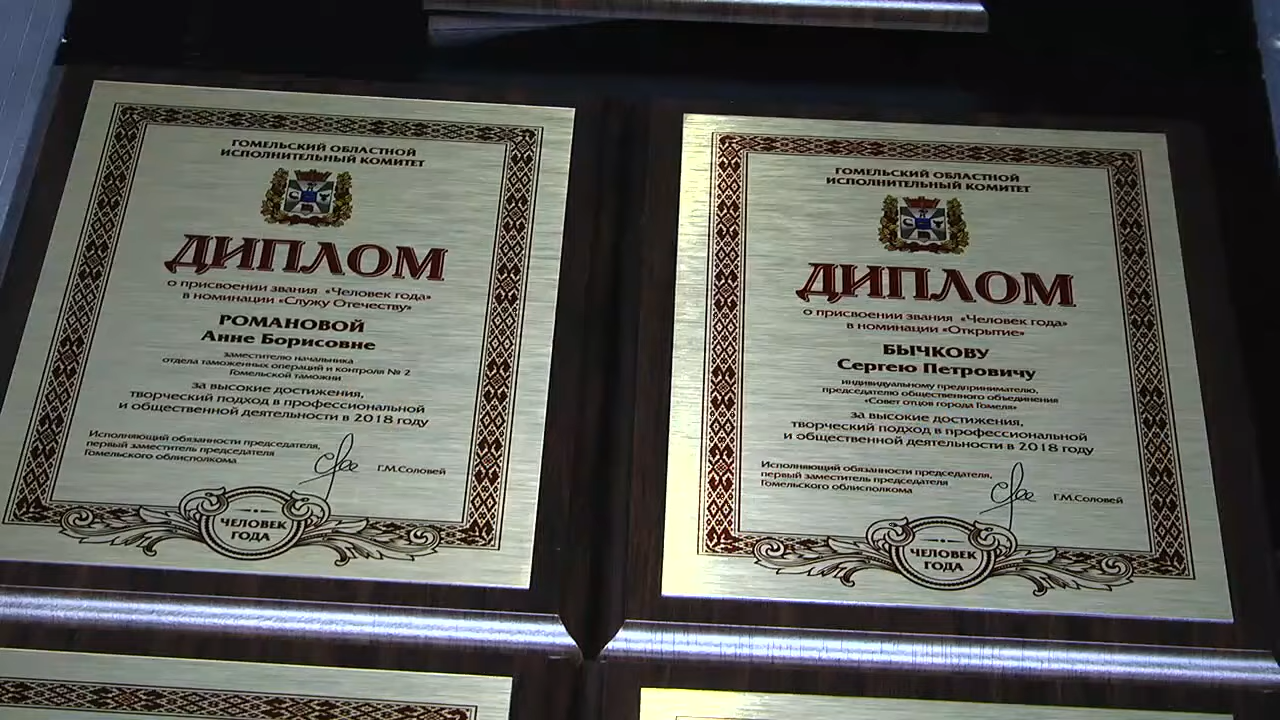 ГОМЕЛЬСКИЙ ОБЛАСТНОЙ
ИСПОЛНИТЕЛЬНЫЙ КОМИТЕТ
ДИПЛОМ
о присвоении звания «Человек года»
в номинации «Служу Отечеству»
РОМАНОВОЙ
Анне Борисовне
заместителю начальника
отдела таможенных операций и контроля № 2
Гомельской таможни
за высокие достижения,
творческий подход в профессиональной
и общественной деятельности в 2018 году
Исполняющий обязанности председателя,
первый заместитель председателя
Гомельского облисполкома
Г.М.Соловей
ЧЕЛОВЕК
ГОДА
ГОМЕЛЬСКИЙ ОБЛАСТНОЙ
ИСПОЛНИТЕЛЬНЫЙ КОМИТЕТ
ДИПЛОМ
о присвоении звания «Человек года»
в номинации «Открытие»
БЫЧКОВУ
Сергею Петровичу
индивидуальному предпринимателю,
председателю общественного объединения
«Совет отцов города Гомеля»
за высокие достижения,
творческий подход в профессиональной
и общественной деятельности в 2018 году
Исполняющий обязанности председателя,
первый заместитель председателя
Гомельского облисполкома
Г.М.Соловей
ЧЕЛОВЕК
ГОДА